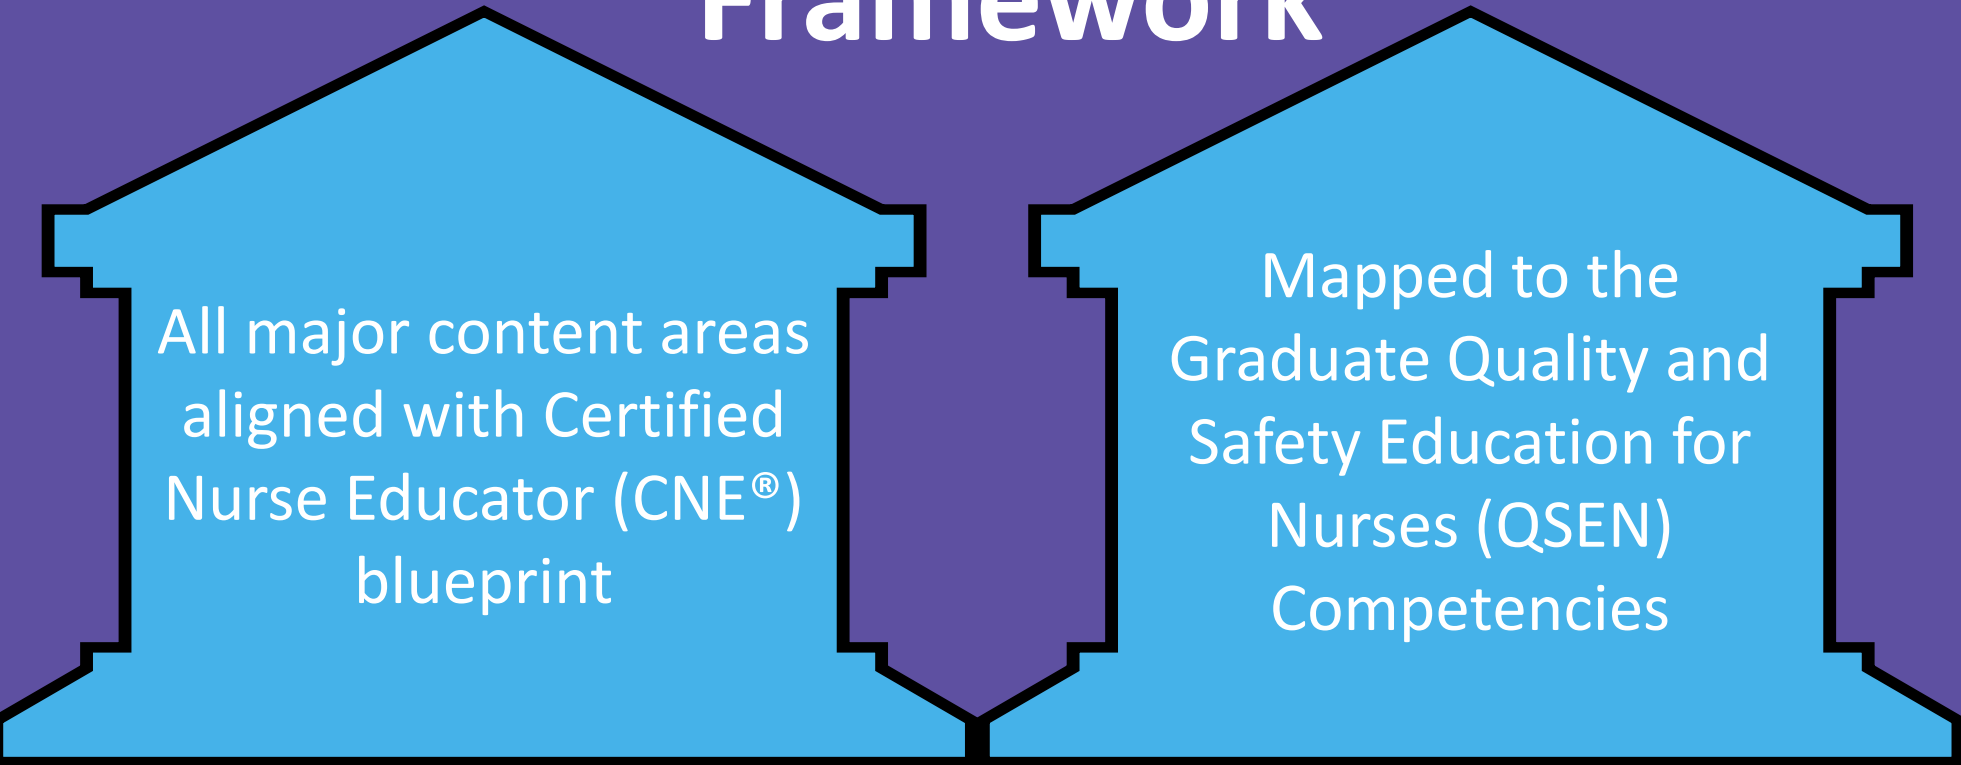 Framework
All major content areas
aligned with Certified
Nurse Educator (CNE®)
blueprint
Mapped to the
Graduate Quality and
Safety Education for
Nurses (QSEN)
Competencies